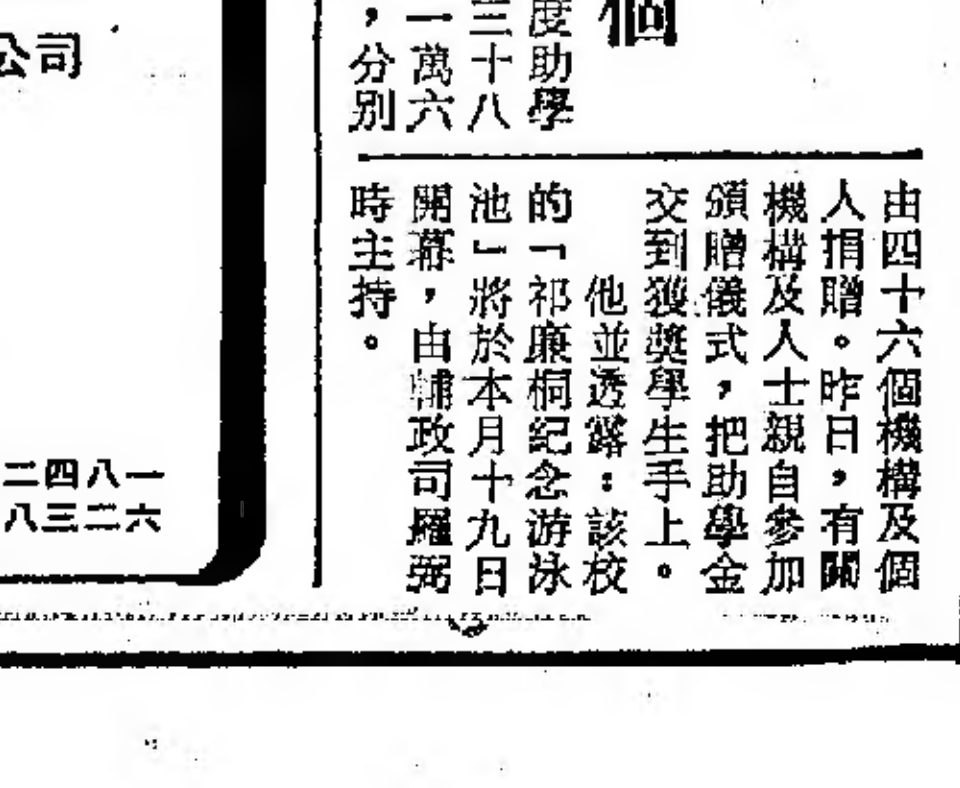 個
度助學
三十八
一萬六
，分別
由四十六個機構及個
人捐贈。昨日，有關
機構及人士親自參加
頒贈儀式，把助學金
交到獲獎學生手上。
他並透露：該校
的「祁廉桐紀念游泳
池」將於本月十九日
開幕，由輔政司羅弼
時主持。
公司
二四八一
八三二六